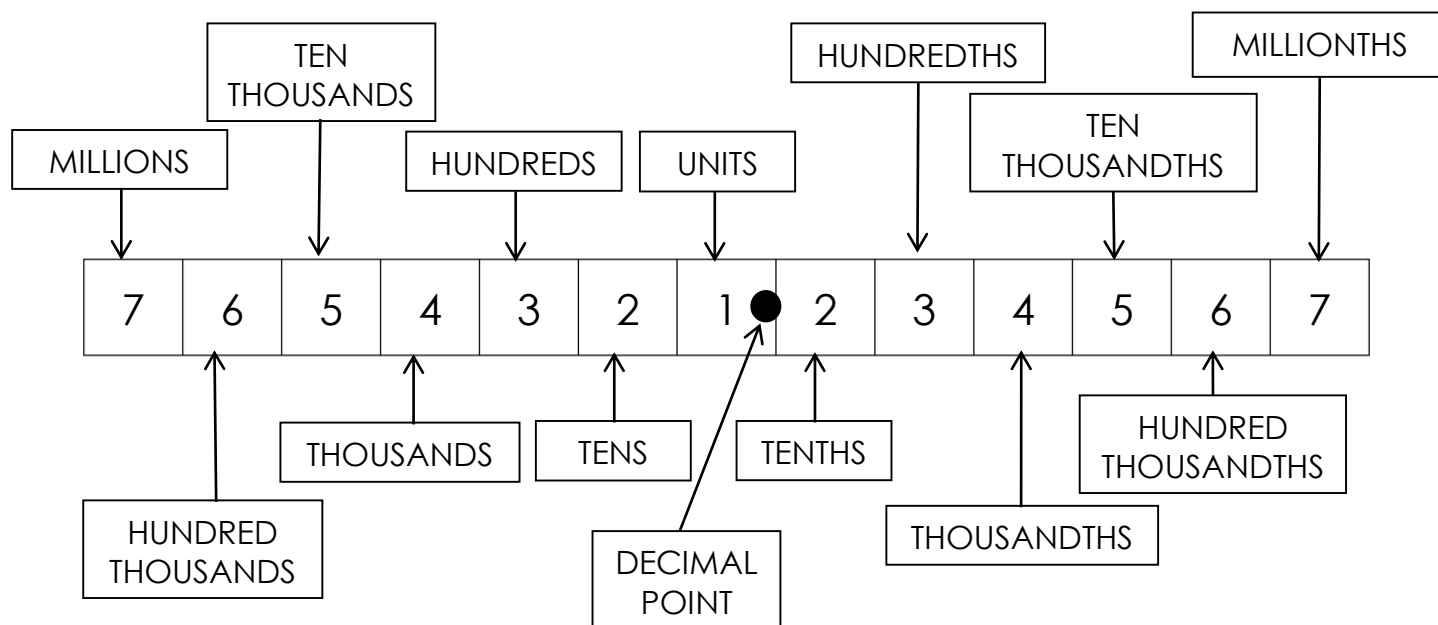 TEN
THOUSANDS
HUNDREDTHS
MILLIONTHS
MILLIONS
HUNDREDS
UNITS
TEN
THOUSANDTHS
7 6 5 4 3 2 1 ● 2 3 4 5 6 7
THOUSANDS
TENS
TENTHS
HUNDRED
THOUSANDTHS
HUNDRED
THOUSANDS
DECIMAL
POINT
THOUSANDTHS